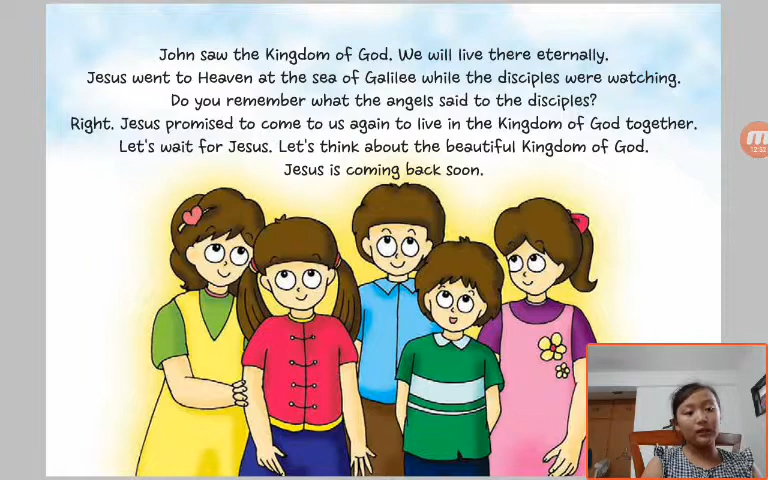 John saw the Kingdom of God. We will live there eternally.
Jesus went to Heaven at the sea of Galilee while the disciples were watching.
Do you remember what the angels said to the disciples?
Right. Jesus promised to come to us again to live in the Kingdom of God together.
Let's wait for Jesus. Let's think about the beautiful Kingdom of God.
Jesus is coming back soon.
12:53